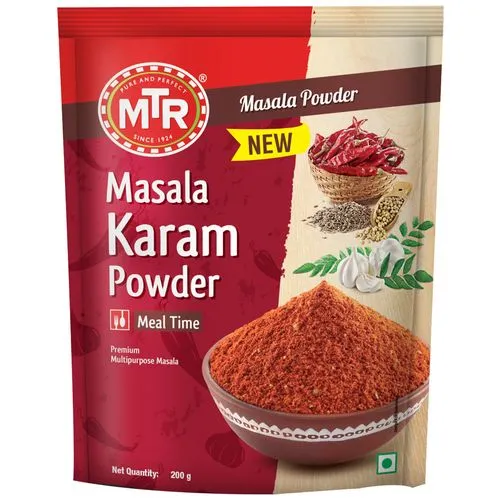 PURE AND PERFECT
MTR®
SINCE-1924
Masala Powder
NEW
Masala
Karam
Powder
Meal Time
Premium
Multipurpose Masala
Net Quantity: 200 g